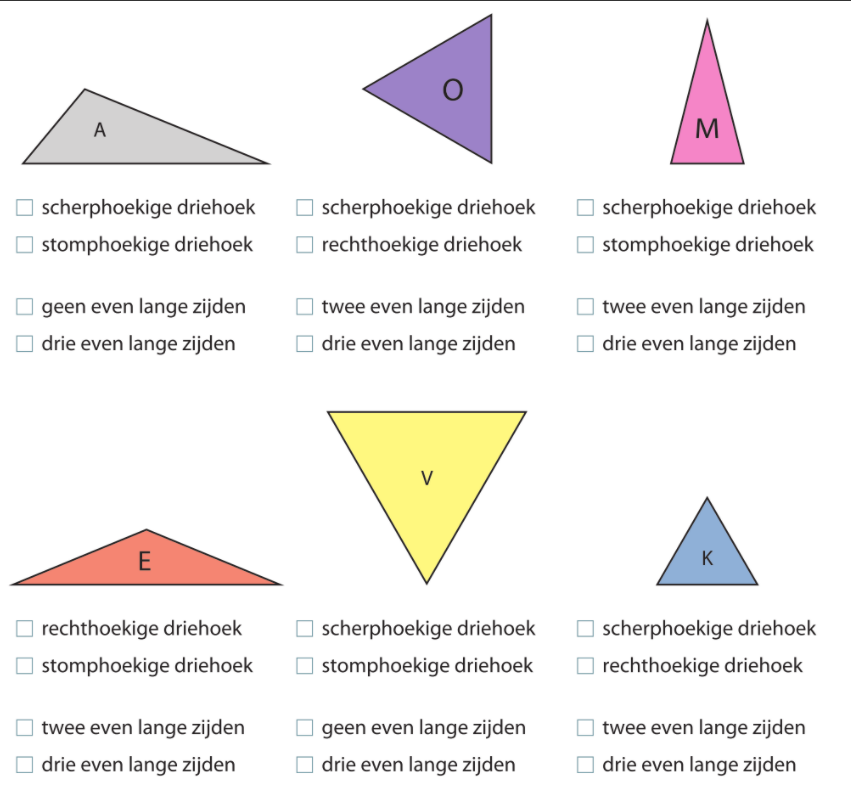 A
O
M
scherphoekige driehoek
stomphoekige driehoek
geen even lange zijden
drie even lange zijden
scherphoekige driehoek
rechthoekige driehoek
twee even lange zijden
drie even lange zijden
scherphoekige driehoek
stomphoekige driehoek
twee even lange zijden
drie even lange zijden
E
V
K
rechthoekige driehoek
stomphoekige driehoek
twee even lange zijden
drie even lange zijden
scherphoekige driehoek
stomphoekige driehoek
geen even lange zijden
drie even lange zijden
scherphoekige driehoek
rechthoekige driehoek
twee even lange zijden
drie even lange zijden